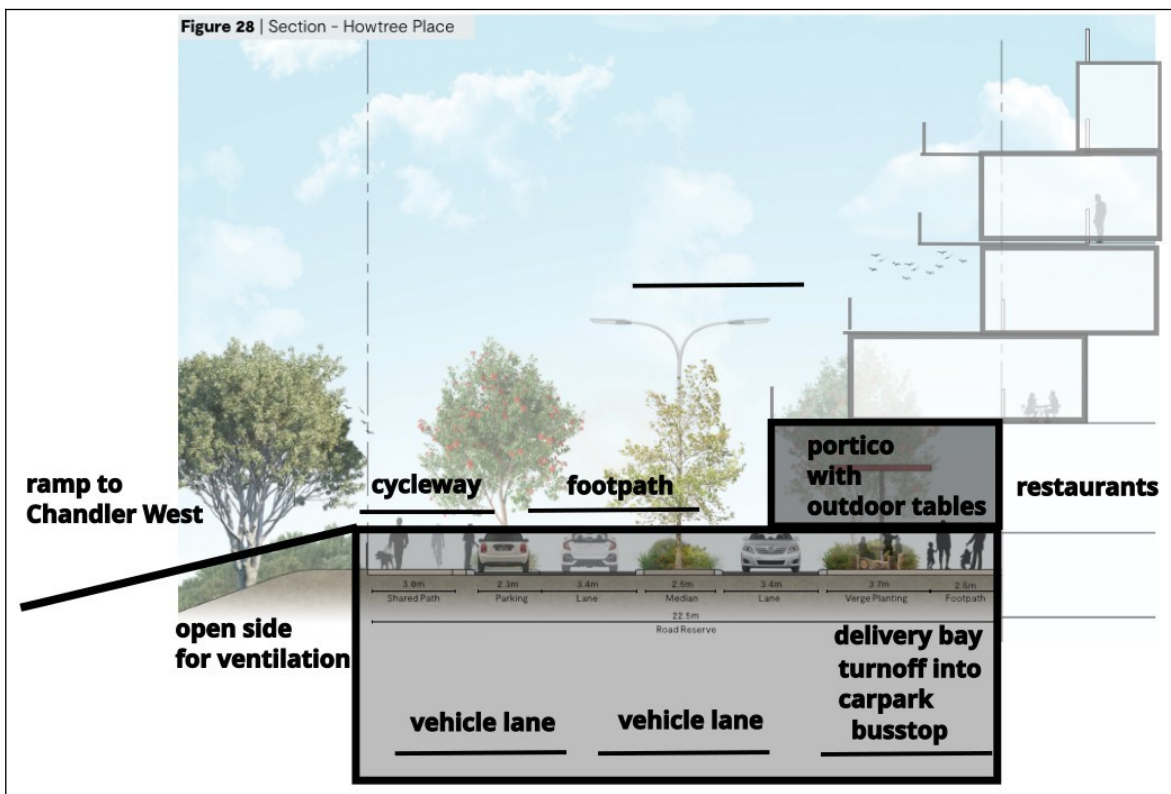 Figure 28 | Section - Howtree Place
ramp to
Chandler West
cycleway
footpath
portico
with
outdoor tables
restaurants
3.0m
2.3m
3.4m
2.5m
3.4m
3.7m
2.5m
Shared Path
Parking
Lane
Median
Lane
Verge Planting
Footpath
22.5m
Road Reserve
open side
for ventilation
delivery bay
turnoff into
carpark
busstop
vehicle lane
vehicle lane